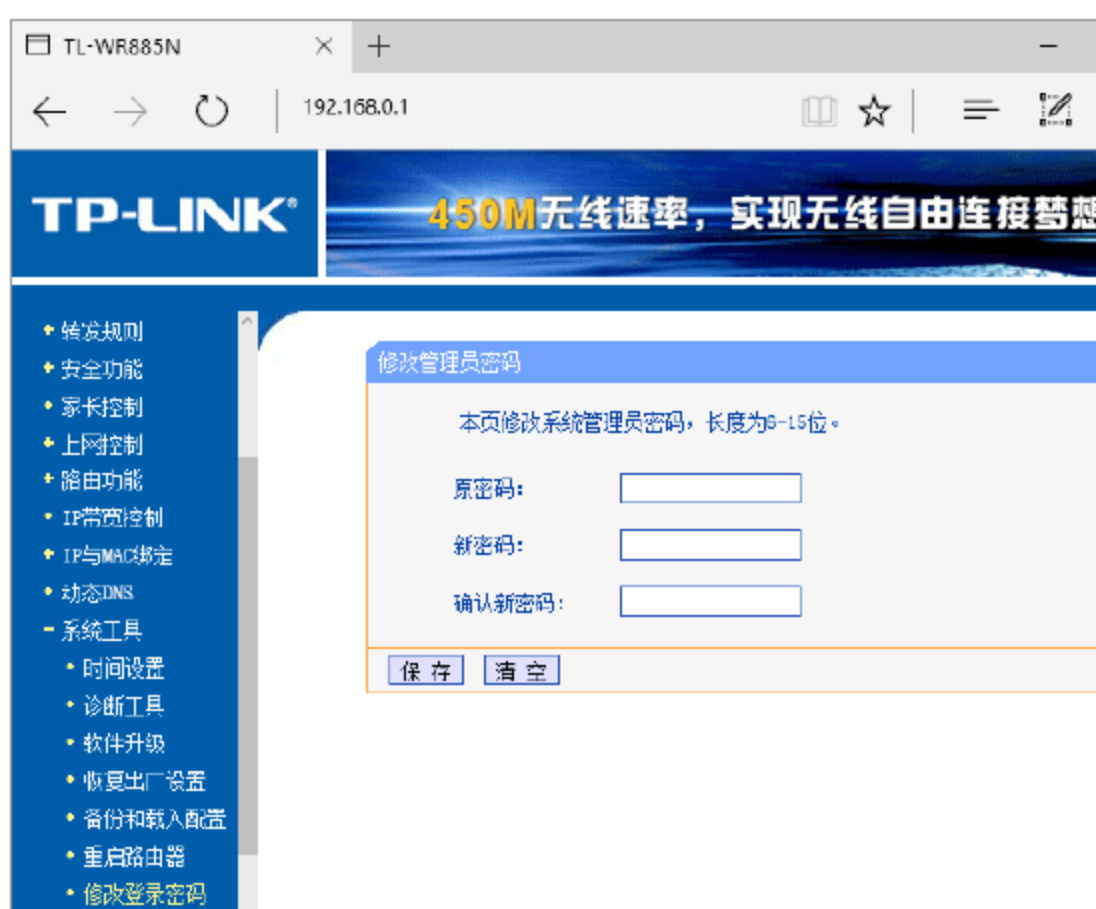 TL-WR885N
192.168.0.1
TP-LINK®
450M无线速率，实现无线自由连接梦想
转发规则
安全功能
家长控制
上网控制
路由功能
IP带宽控制
IP与MAC绑定
动态DNS
系统工具
时间设置
诊断工具
软件升级
恢复出厂设置
备份和载入配置
重启路由器
修改登录密码
修改管理员密码
本页修改系统管理员密码，长度为6-15位。
原密码：
新密码：
确认新密码：
保 存 清 空